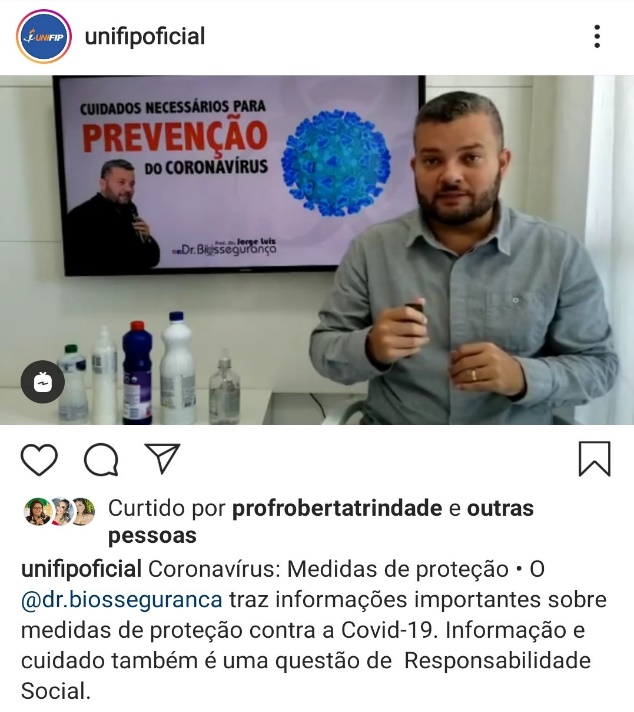 UNIFIP
unifipoficial
CUIDADOS NECESSÁRIOS PARA
PREVENÇÃO
DO CORONAVÍRUS
Prof. Dr. Jorge Luis
Dr.Biossegurança
Curtido por profrobertatrindade e outras
pessoas
unifipoficial Coronavírus: Medidas de proteção • O
@dr.biosseguranca traz informações importantes sobre
medidas de proteção contra a Covid-19. Informação e
cuidado também é uma questão de Responsabilidade
Social.